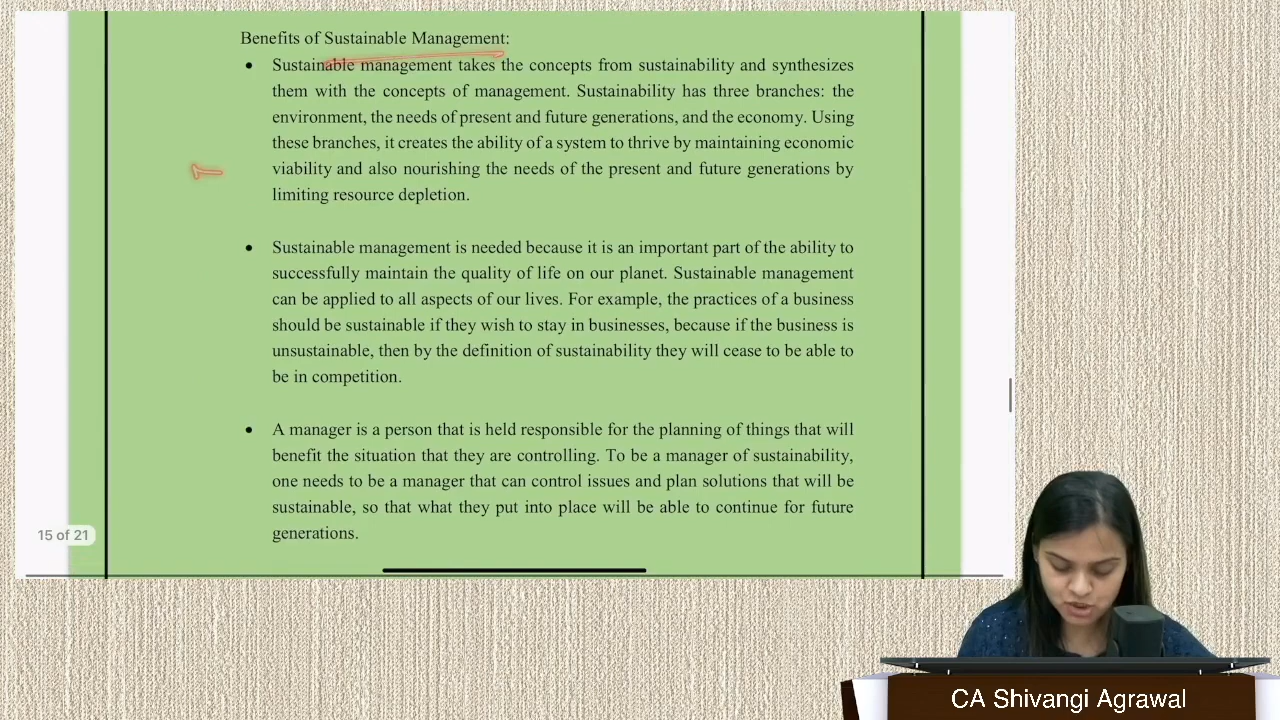 Benefits of Sustainable Management:
• Sustainable management takes the concepts from sustainability and synthesizes
them with the concepts of management. Sustainability has three branches: the
environment, the needs of present and future generations, and the economy. Using
these branches, it creates the ability of a system to thrive by maintaining economic
viability and also nourishing the needs of the present and future generations by
limiting resource depletion.
• Sustainable management is needed because it is an important part of the ability to
successfully maintain the quality of life on our planet. Sustainable management
can be applied to all aspects of our lives. For example, the practices of a business
should be sustainable if they wish to stay in businesses, because if the business is
unsustainable, then by the definition of sustainability they will cease to be able to
be in competition.
• A manager is a person that is held responsible for the planning of things that will
benefit the situation that they are controlling. To be a manager of sustainability,
one needs to be a manager that can control issues and plan solutions that will be
sustainable, so that what they put into place will be able to continue for future
generations.
15 of 21
CA Shivangi Agrawal